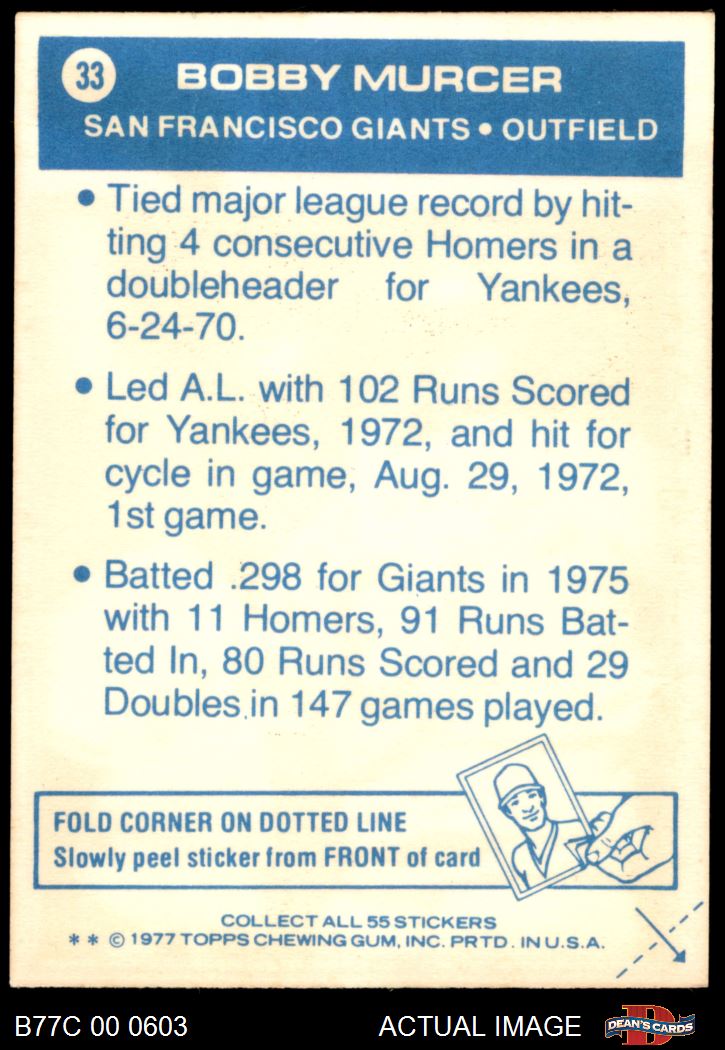 33
BOBBY MURCER
SAN FRANCISCO GIANTS • OUTFIELD
• Tied major league record by hit-
ting 4 consecutive Homers in a
doubleheader for Yankees,
6-24-70.
• Led A.L. with 102 Runs Scored
for Yankees, 1972, and hit for
cycle in game, Aug. 29, 1972,
1st game.
• Batted .298 for Giants in 1975
with 11 Homers, 91 Runs Bat-
ted In, 80 Runs Scored and 29
Doubles in 147 games played.
FOLD CORNER ON DOTTED LINE
Slowly peel sticker from FRONT of card
COLLECT ALL 55 STICKERS
* * © 1977 TOPPS CHEWING GUM, INC. PRTD. IN U.S.A.
B77C 00 0603 ACTUAL IMAGE
DEAN'S CARDS